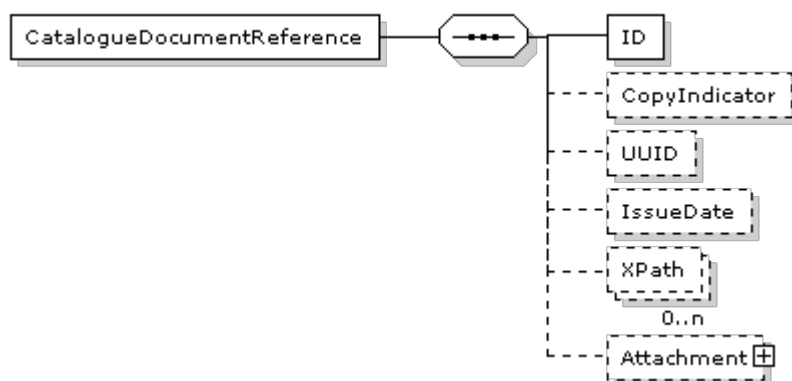 CatalogueDocumentReference
ID
CopyIndicator
UUID
IssueDate
XPath
0..n
Attachment